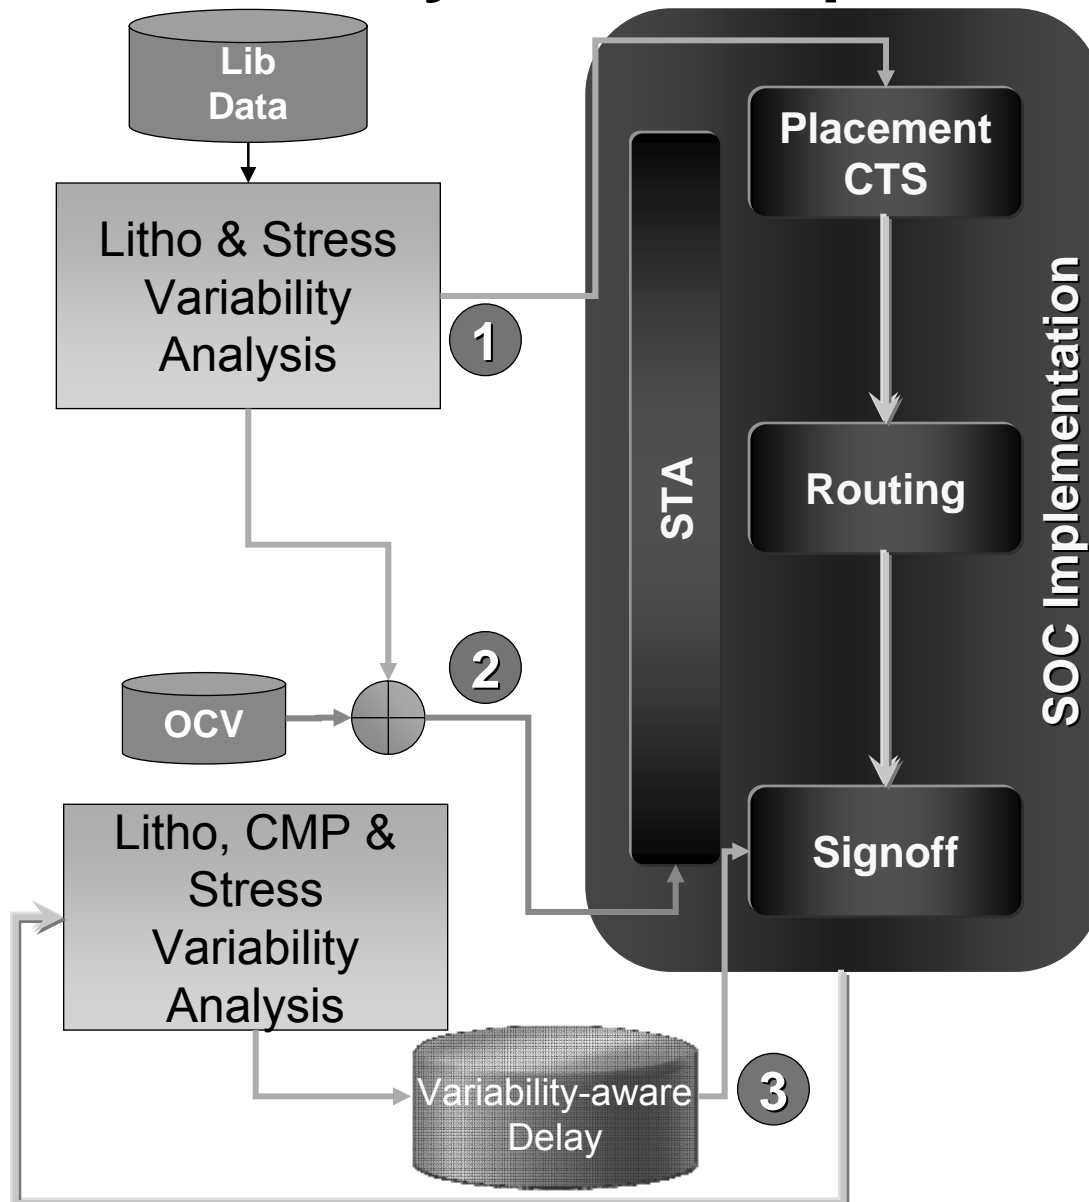 Lib
Data
Placement
CTS
Litho & Stress
Variability
Analysis
1
STA
Routing
SOC Implementation
2
OCV
Litho, CMP &
Stress
Variability
Analysis
Signoff
Variability-aware
Delay
3